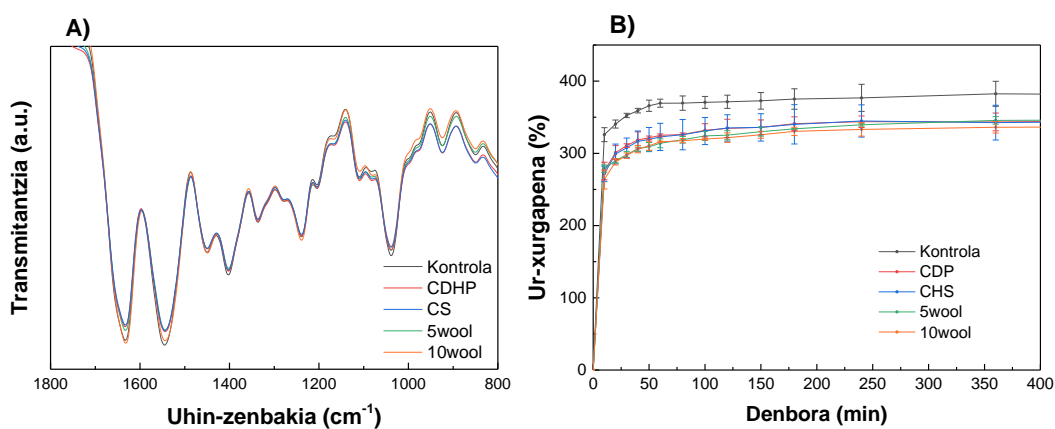 A)
Transmitantzia (a.u.)
Kontrola
CDHP
CS
5wool
10wool
1800 1600 1400 1200 1000 800
Uhin-zenbakia (cm⁻¹)
B)
Ur-xurgapena (%)
400
300
200
100
0
Kontrola
CDP
CHS
5wool
10wool
0 50 100 150 200 250 300 350 400
Denbora (min)